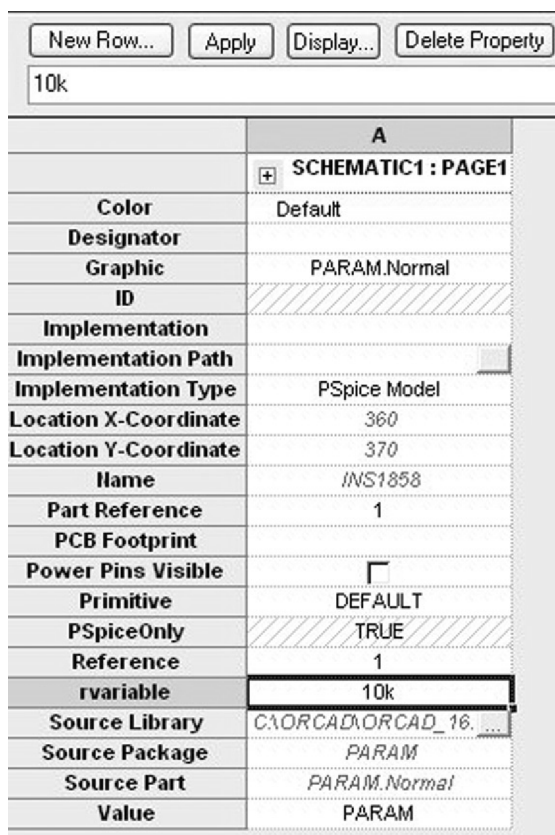 New Row... Apply Display... Delete Property
10k
A
SCHEMATIC1 : PAGE1
Color Default
Designator
Graphic PARAM.Normal
ID
Implementation
Implementation Path
Implementation Type PSpice Model
Location X-Coordinate 360
Location Y-Coordinate 370
Name INS1858
Part Reference 1
PCB Footprint
Power Pins Visible
Primitive DEFAULT
PSpiceOnly TRUE
Reference 1
rvariable 10k
Source Library C:\ORCAD\ORCAD_16. ...
Source Package PARAM
Source Part PARAM.Normal
Value PARAM